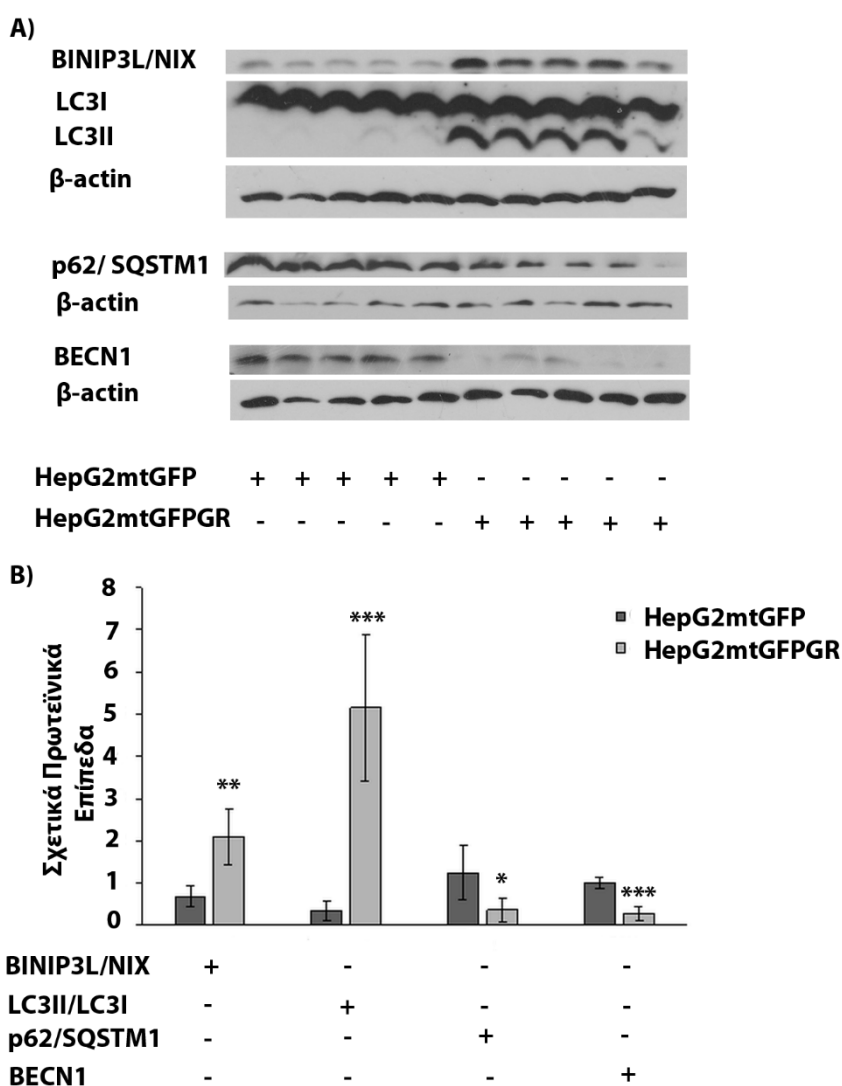 A)
BINIP3L/NIX
LC3I
LC3II
β-actin
p62/ SQSTM1
β-actin
BECN1
β-actin
HepG2mtGFP + + + + + - - - - -
HepG2mtGFPGR - - - - - + + + + +
B)
Σχετικά Πρωτεϊνικά
Επίπεδα
8
7
6
5
4
3
2
1
0
** *** * ***
HepG2mtGFP
HepG2mtGFPGR
BINIP3L/NIX + - - -
LC3II/LC3I - + - -
p62/SQSTM1 - - + -
BECN1 - - - +